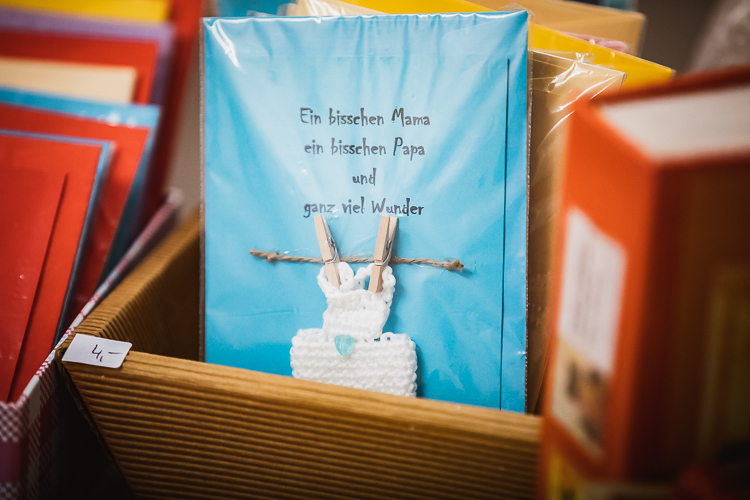 Ein bisschen Mama
ein bisschen Papa
und
ganz viel Wunder
4,-